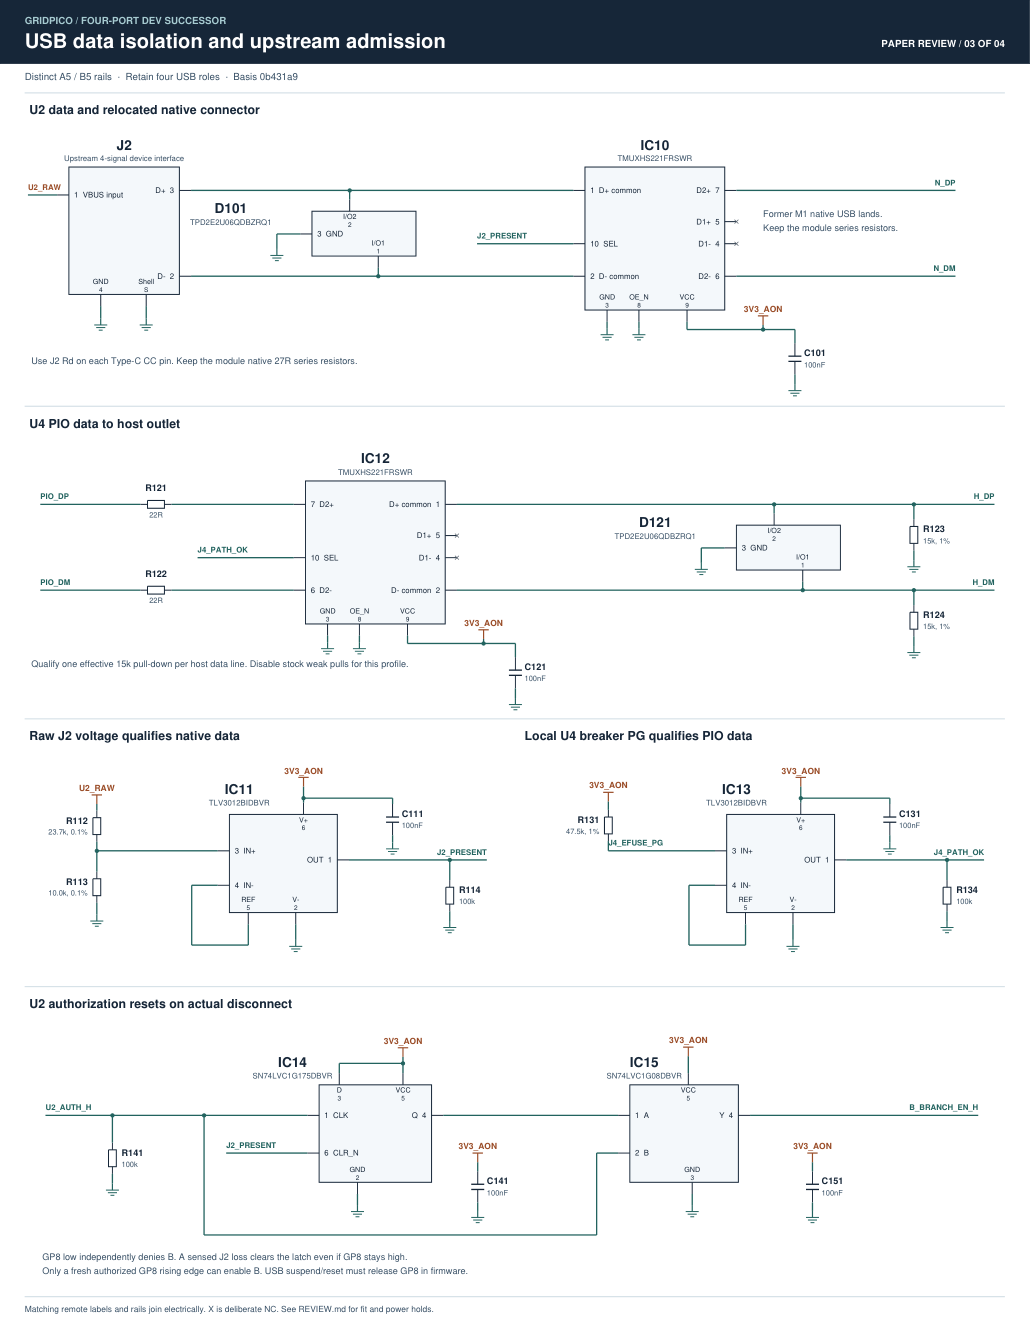 GRIDPICO / FOUR-PORT DEV SUCCESSOR
USB data isolation and upstream admission
PAPER REVIEW / 03 OF 04
Distinct A5 / B5 rails · Retain four USB roles · Basis 0b431a9
U2 data and relocated native connector
J2
Upstream 4-signal device interface
U2_RAW
1 VBUS input
D+ 3
D- 2
GND
4
Shell
S
D101
TPD2E2U06QDBZRQ1
I/O2
2
3 GND
I/O1
1
J2_PRESENT
IC10
TMUXHS221FRSWR
1 D+ common
D2+ 7
D1+ 5
10 SEL
D1- 4
2 D- common
D2- 6
GND
3
OE_N
8
VCC
9
N_DP
Former M1 native USB lands.
Keep the module series resistors.
N_DM
3V3_AON
C101
100nF
Use J2 Rd on each Type-C CC pin. Keep the module native 27R series resistors.
U4 PIO data to host outlet
IC12
TMUXHS221FRSWR
PIO_DP
R121
22R
J4_PATH_OK
PIO_DM
R122
22R
7 D2+
D+ common 1
D1+ 5
10 SEL
D1- 4
6 D2-
D- common 2
GND
3
OE_N
8
VCC
9
3V3_AON
C121
100nF
D121
TPD2E2U06QDBZRQ1
I/O2
2
3 GND
I/O1
1
H_DP
R123
15k, 1%
H_DM
R124
15k, 1%
Qualify one effective 15k pull-down per host data line. Disable stock weak pulls for this profile.
Raw J2 voltage qualifies native data
U2_RAW
R112
23.7k, 0.1%
R113
10.0k, 0.1%
IC11
TLV3012BIDBVR
3V3_AON
V+
6
3 IN+
OUT 1
4 IN-
REF
5
V-
2
C111
100nF
J2_PRESENT
R114
100k
Local U4 breaker PG qualifies PIO data
3V3_AON
R131
47.5k, 1%
J4_EFUSE_PG
IC13
TLV3012BIDBVR
3V3_AON
V+
6
3 IN+
OUT 1
4 IN-
REF
5
V-
2
C131
100nF
J4_PATH_OK
R134
100k
U2 authorization resets on actual disconnect
U2_AUTH_H
R141
100k
J2_PRESENT
IC14
SN74LVC1G175DBVR
3V3_AON
D
3
VCC
5
1 CLK
Q 4
6 CLR_N
GND
2
3V3_AON
C141
100nF
IC15
SN74LVC1G08DBVR
3V3_AON
VCC
5
1 A
Y 4
2 B
GND
3
B_BRANCH_EN_H
3V3_AON
C151
100nF
GP8 low independently denies B. A sensed J2 loss clears the latch even if GP8 stays high.
Only a fresh authorized GP8 rising edge can enable B. USB suspend/reset must release GP8 in firmware.
Matching remote labels and rails join electrically. X is deliberate NC. See REVIEW.md for fit and power holds.